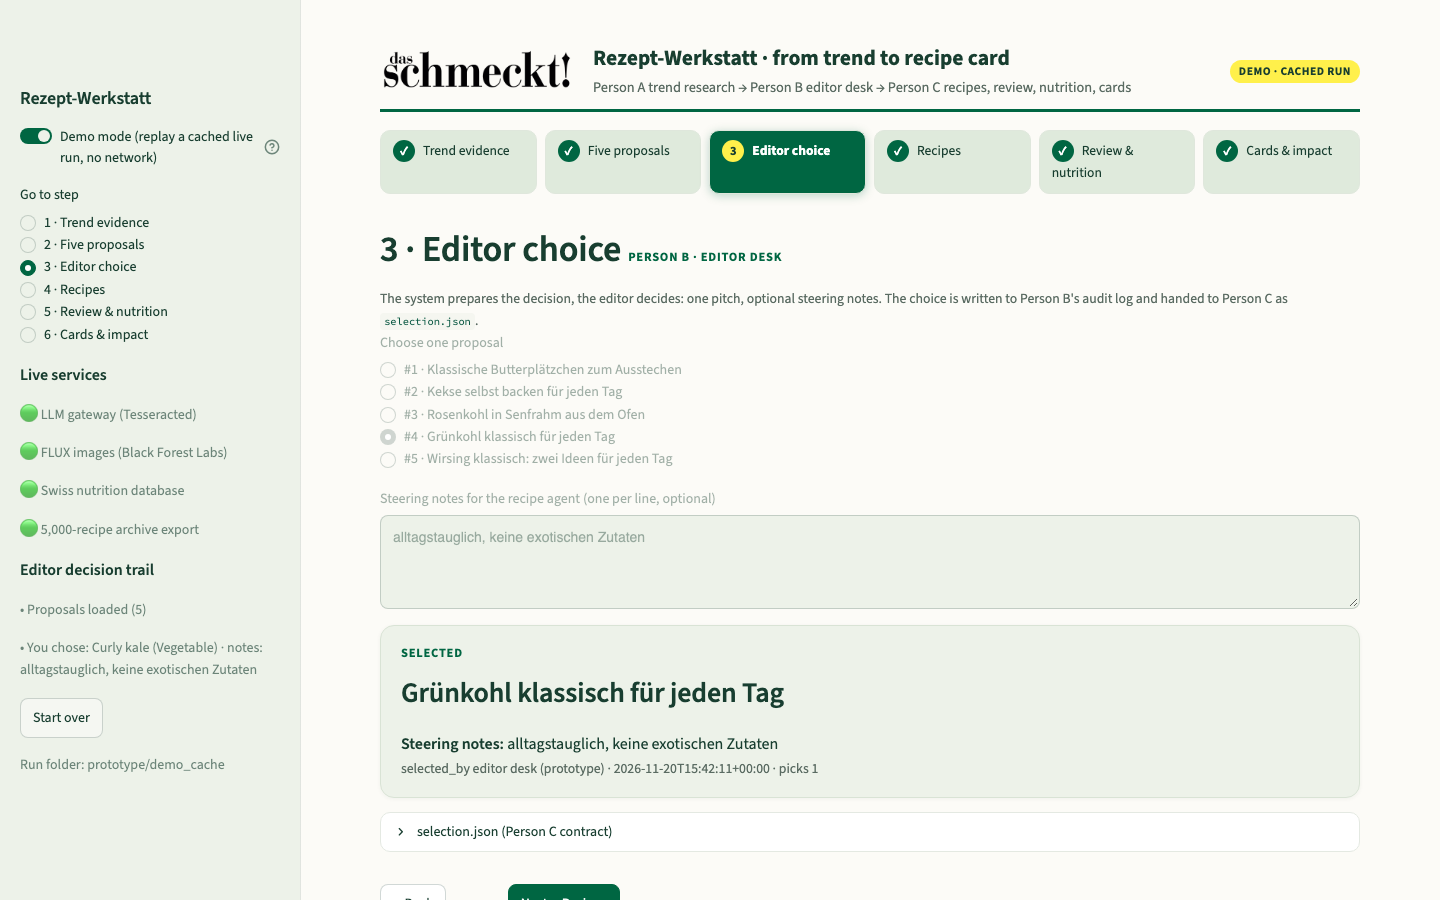 Rezept-Werkstatt
Demo mode (replay a cached live
run, no network)
?
Go to step
1 · Trend evidence
2 · Five proposals
3 · Editor choice
4 · Recipes
5 · Review & nutrition
6 · Cards & impact
Live services
LLM gateway (Tesseracted)
FLUX images (Black Forest Labs)
Swiss nutrition database
5,000-recipe archive export
Editor decision trail
• Proposals loaded (5)
• You chose: Curly kale (Vegetable) · notes:
alltagstauglich, keine exotischen Zutaten
Start over
Run folder: prototype/demo_cache
das
schmeckt!
Rezept-Werkstatt · from trend to recipe card
Person A trend research → Person B editor desk → Person C recipes, review, nutrition, cards
DEMO · CACHED RUN
✓ Trend evidence
✓ Five proposals
3 Editor choice
✓ Recipes
✓ Review &
nutrition
✓ Cards & impact
3 · Editor choice PERSON B · EDITOR DESK
The system prepares the decision, the editor decides: one pitch, optional steering notes. The choice is written to Person B's audit log and handed to Person C as
selection.json .
Choose one proposal
#1 · Klassische Butterplätzchen zum Ausstechen
#2 · Kekse selbst backen für jeden Tag
#3 · Rosenkohl in Senfrahm aus dem Ofen
#4 · Grünkohl klassisch für jeden Tag
#5 · Wirsing klassisch: zwei Ideen für jeden Tag
Steering notes for the recipe agent (one per line, optional)
alltagstauglich, keine exotischen Zutaten
SELECTED
Grünkohl klassisch für jeden Tag
Steering notes: alltagstauglich, keine exotischen Zutaten
selected_by editor desk (prototype) · 2026-11-20T15:42:11+00:00 · picks 1
selection.json (Person C contract)